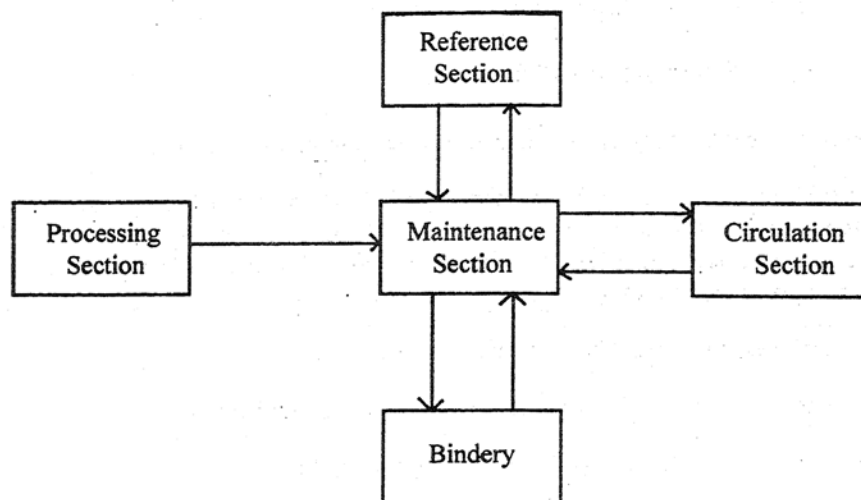 Reference
Section
Processing
Section
Maintenance
Section
Circulation
Section
Bindery